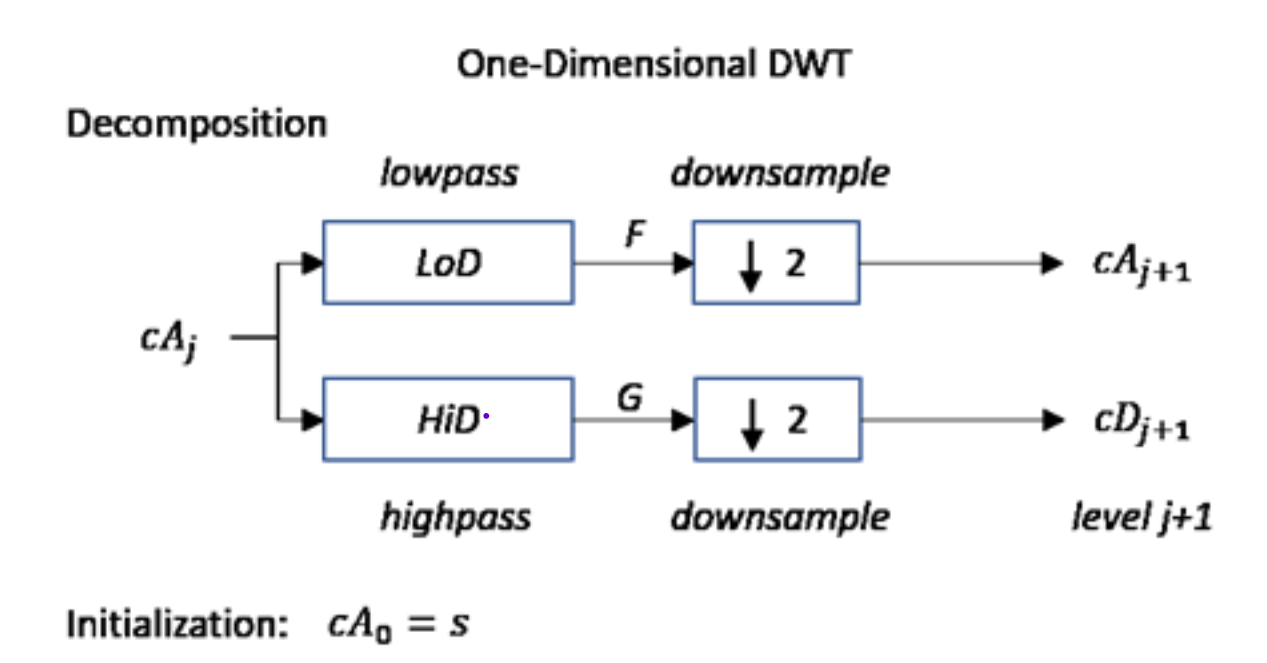 One-Dimensional DWT
Decomposition
lowpass downsample
LoD F ↓ 2 cA_{j+1}
cA_j
HiD G ↓ 2 cD_{j+1}
highpass downsample level j+1
Initialization: cA_0 = s